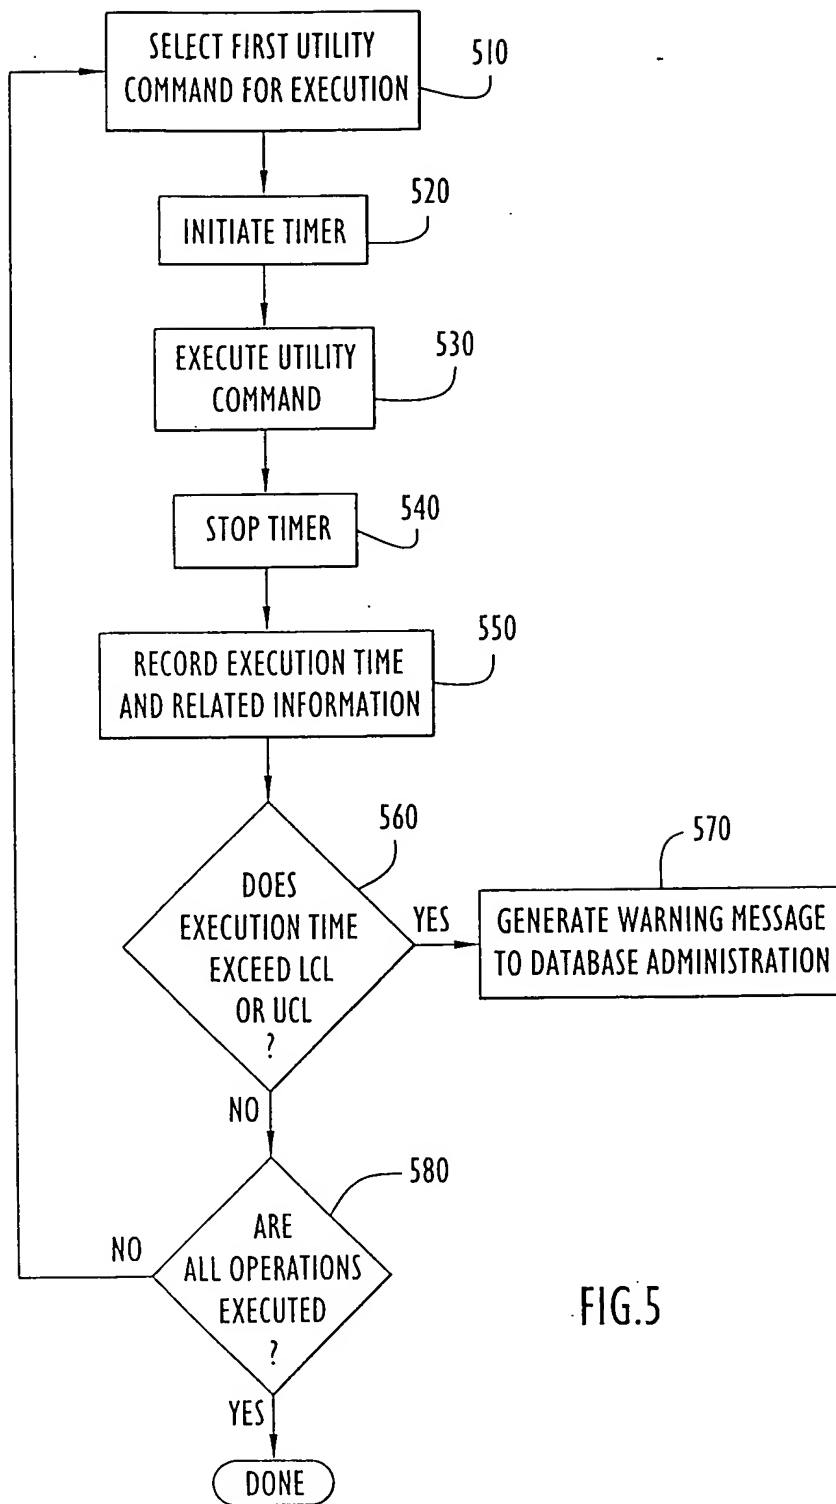 SELECT FIRST UTILITY
COMMAND FOR EXECUTION
510
INITIATE TIMER
520
EXECUTE UTILITY
COMMAND
530
STOP TIMER
540
RECORD EXECUTION TIME
AND RELATED INFORMATION
550
DOES
EXECUTION TIME
EXCEED LCL
OR UCL
?
560
YES
GENERATE WARNING MESSAGE
TO DATABASE ADMINISTRATION
570
NO
ARE
ALL OPERATIONS
EXECUTED
?
580
NO
YES
DONE
FIG.5